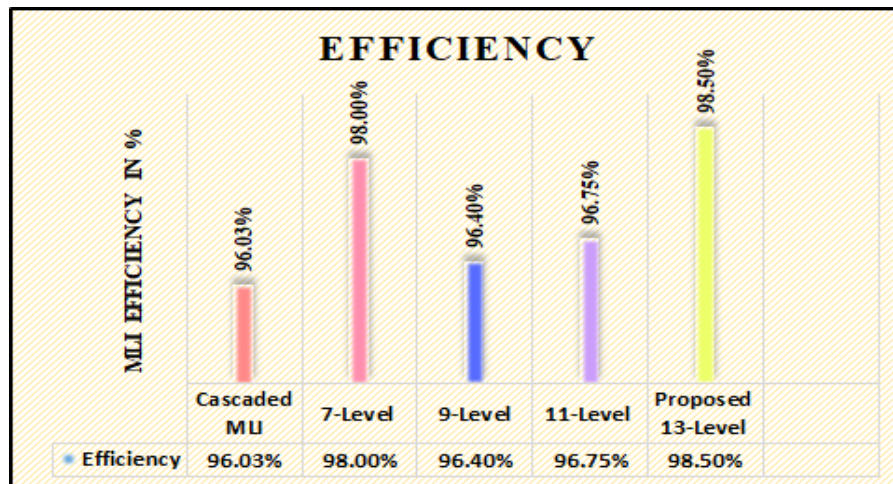 EFFICIENCY
MLI EFFICIENCY IN %
96.03%
98.00%
96.40%
96.75%
98.50%
Cascaded MLI
7-Level
9-Level
11-Level
Proposed 13-Level
Efficiency 96.03% 98.00% 96.40% 96.75% 98.50%